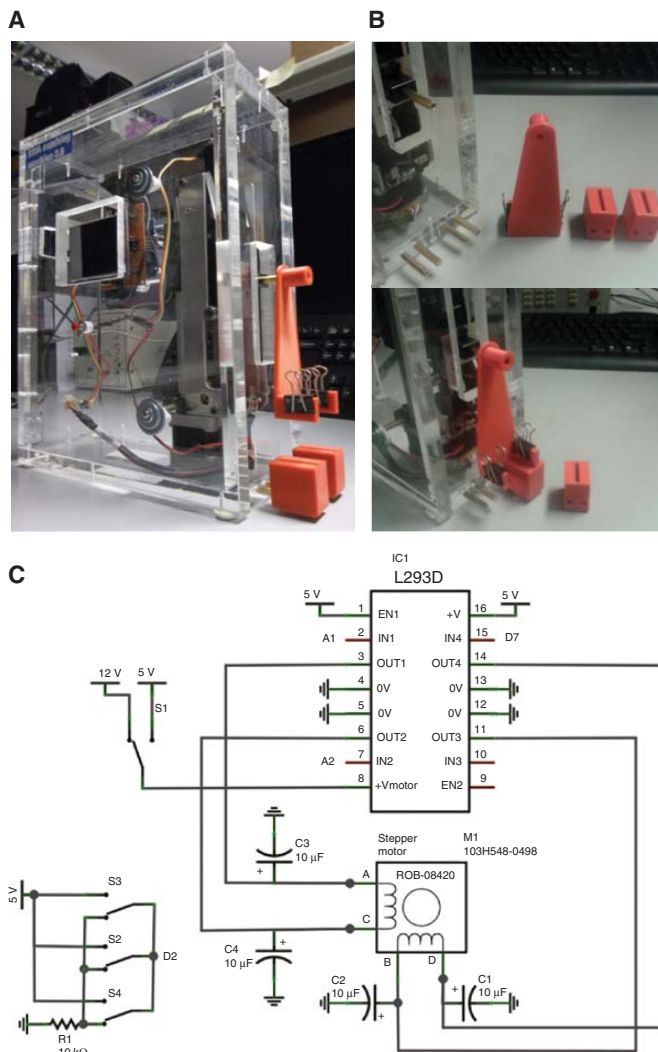 A
B
C
IC1
L293D
5 V
1
EN1
+V
16
5 V
A1
2
IN1
IN4
15
D7
3
OUT1
OUT4
14
4
0V
0V
13
5
0V
0V
12
6
OUT2
OUT3
11
A2
7
IN2
IN3
10
8
+Vmotor
EN2
9
12 V
5 V
S1
C3
10 µF
+
Stepper
motor
M1
103H548-0498
ROB-08420
A
C
B
D
C4
10 µF
+
C2
10 µF
+
C1
10 µF
+
5 V
S3
S2
D2
S4
R1
10 kΩ